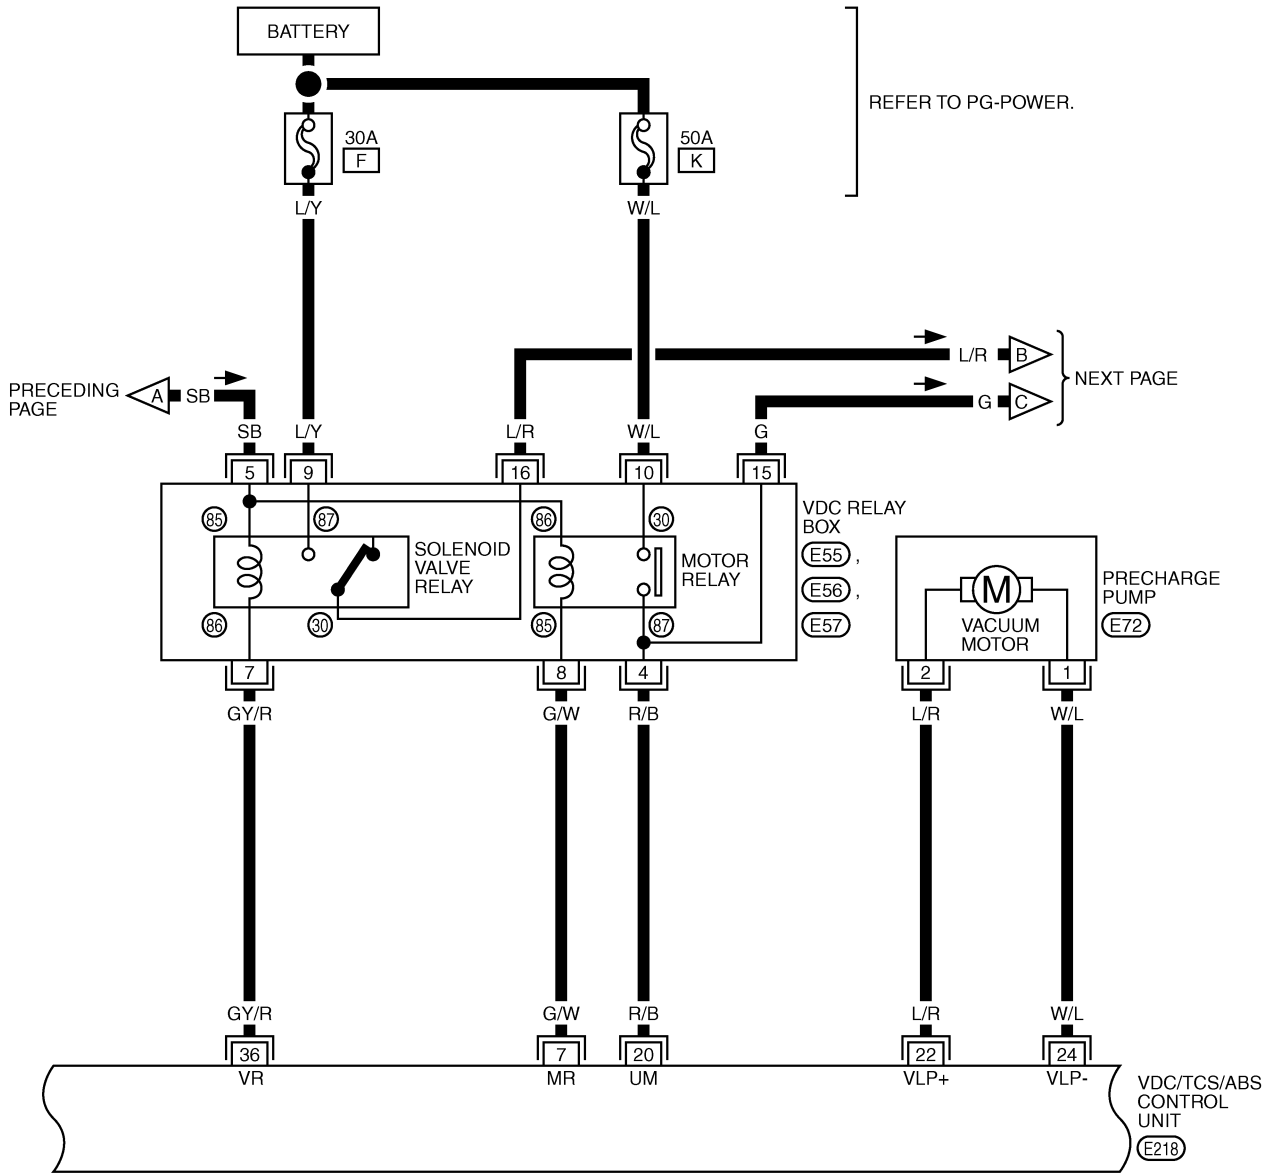 BATTERY
REFER TO PG-POWER.
30A
F
50A
K
L/Y
W/L
L/R
B
NEXT PAGE
PRECEDING
PAGE
A
SB
G
C
SB
L/Y
L/R
W/L
G
5
9
16
10
15
85
87
86
30
VDC RELAY
BOX
E55 ,
E56 ,
E57
SOLENOID
VALVE
RELAY
MOTOR
RELAY
M
VACUUM
MOTOR
PRECHARGE
PUMP
E72
86
30
85
87
7
8
4
2
1
GY/R
G/W
R/B
L/R
W/L
GY/R
G/W
R/B
L/R
W/L
36
7
20
22
24
VR
MR
UM
VLP+
VLP-
VDC/TCS/ABS
CONTROL
UNIT
E218